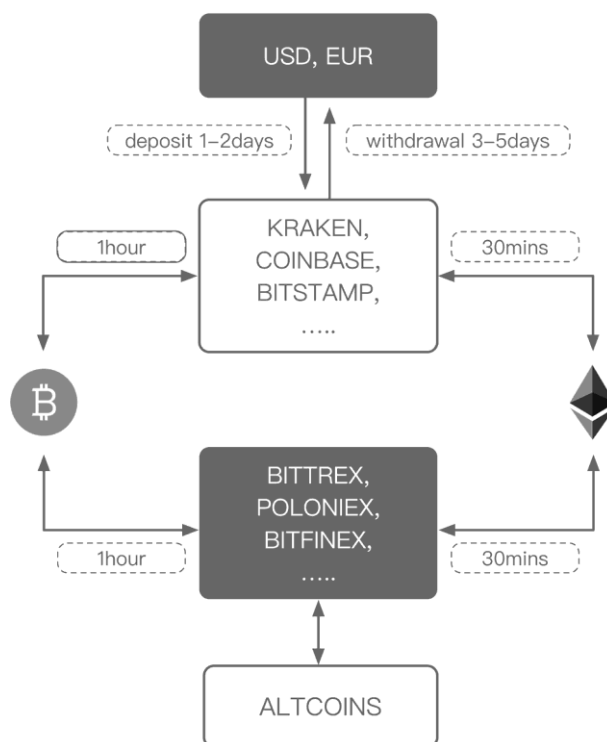 USD, EUR
deposit 1–2days
withdrawal 3–5days
KRAKEN,
COINBASE,
BITSTAMP,
…..
1hour
30mins
BITTREX,
POLONIEX,
BITFINEX,
…..
1hour
30mins
ALTCOINS